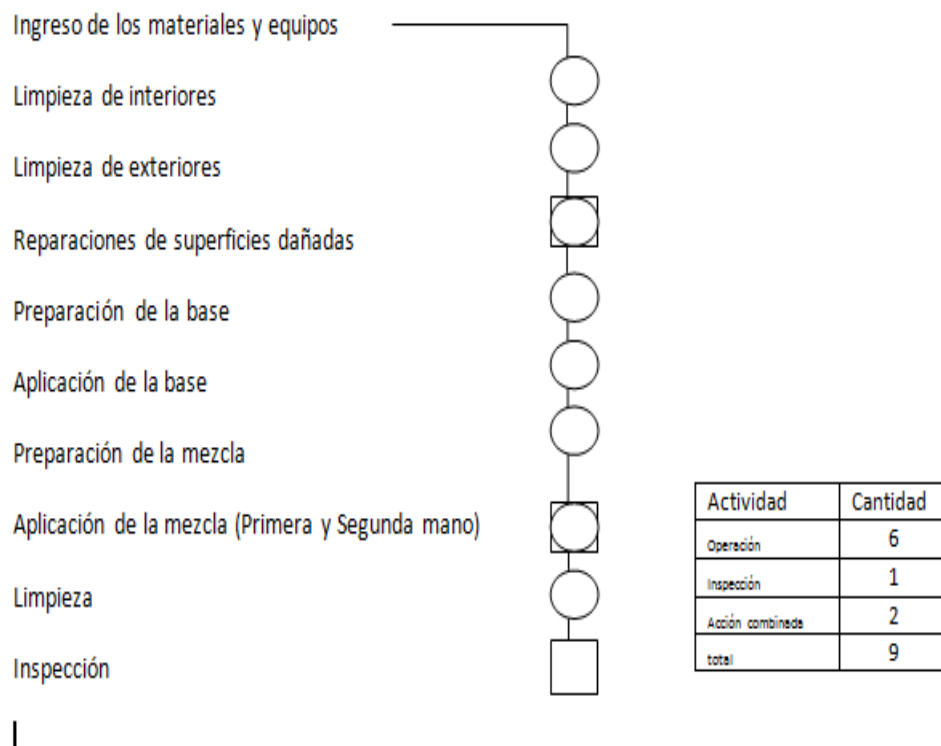 Ingreso de los materiales y equipos
Limpieza de interiores
Limpieza de exteriores
Reparaciones de superficies dañadas
Preparación de la base
Aplicación de la base
Preparación de la mezcla
Aplicación de la mezcla (Primera y Segunda mano)
Limpieza
Inspección
Actividad Cantidad
Operación 6
Inspección 1
Acción combinada 2
total 9